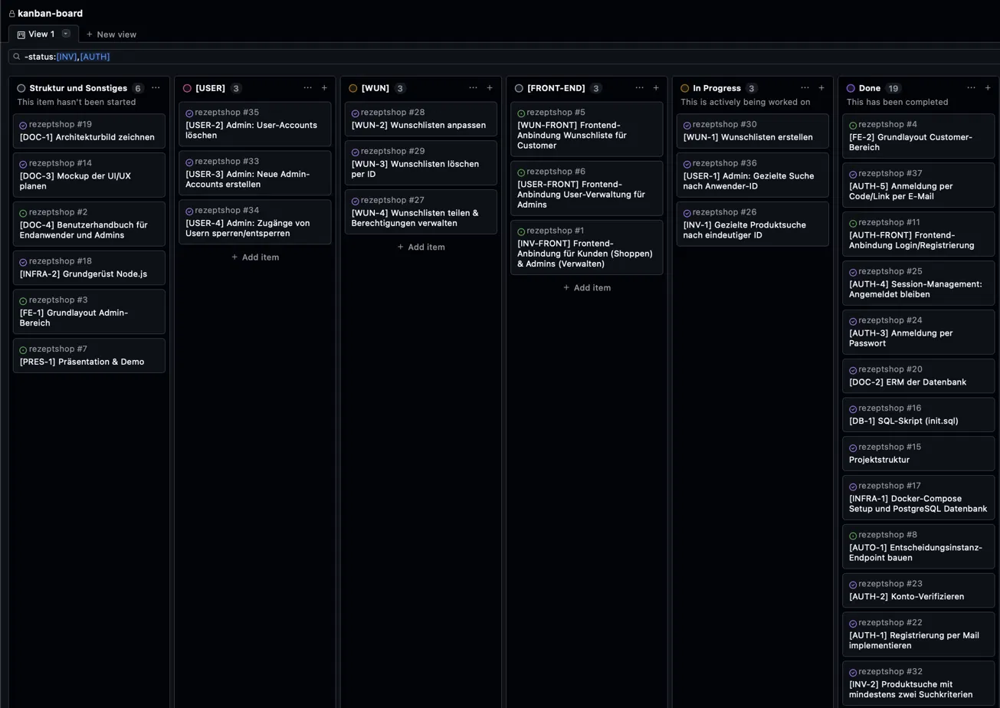 kanban-board
View 1
New view
-status:[INV],[AUTH]
Struktur und Sonstiges 6
This item hasn't been started
rezeptshop #19
[DOC-1] Architekturbild zeichnen
rezeptshop #14
[DOC-3] Mockup der UI/UX
planen
rezeptshop #2
[DOC-4] Benutzerhandbuch für
Endanwender und Admins
rezeptshop #18
[INFRA-2] Grundgerüst Node.js
rezeptshop #3
[FE-1] Grundlayout Admin-
Bereich
rezeptshop #7
[PRES-1] Präsentation & Demo
[USER] 3
rezeptshop #35
[USER-2] Admin: User-Accounts
löschen
rezeptshop #33
[USER-3] Admin: Neue Admin-
Accounts erstellen
rezeptshop #34
[USER-4] Admin: Zugänge von
Usern sperren/entsperren
+ Add item
[WUN] 3
rezeptshop #28
[WUN-2] Wunschlisten anpassen
rezeptshop #29
[WUN-3] Wunschlisten löschen
per ID
rezeptshop #27
[WUN-4] Wunschlisten teilen &
Berechtigungen verwalten
+ Add item
[FRONT-END] 3
rezeptshop #5
[WUN-FRONT] Frontend-
Anbindung Wunschliste für
Customer
rezeptshop #6
[USER-FRONT] Frontend-
Anbindung User-Verwaltung für
Admins
rezeptshop #1
[INV-FRONT] Frontend-
Anbindung für Kunden (Shoppen)
& Admins (Verwalten)
+ Add item
In Progress 3
This is actively being worked on
rezeptshop #30
[WUN-1] Wunschlisten erstellen
rezeptshop #36
[USER-1] Admin: Gezielte Suche
nach Anwender-ID
rezeptshop #26
[INV-1] Gezielte Produktsuche
nach eindeutiger ID
Done 19
This has been completed
rezeptshop #4
[FE-2] Grundlayout Customer-
Bereich
rezeptshop #37
[AUTH-5] Anmeldung per
Code/Link per E-Mail
rezeptshop #11
[AUTH-FRONT] Frontend-
Anbindung Login/Registrierung
rezeptshop #25
[AUTH-4] Session-Management:
Angemeldet bleiben
rezeptshop #24
[AUTH-3] Anmeldung per
Passwort
rezeptshop #20
[DOC-2] ERM der Datenbank
rezeptshop #16
[DB-1] SQL-Skript (init.sql)
rezeptshop #15
Projektstruktur
rezeptshop #17
[INFRA-1] Docker-Compose
Setup und PostgreSQL Datenbank
rezeptshop #8
[AUTO-1] Entscheidungsinstanz-
Endpoint bauen
rezeptshop #23
[AUTH-2] Konto-Verifizieren
rezeptshop #22
[AUTH-1] Registrierung per Mail
implementieren
rezeptshop #32
[INV-2] Produktsuche mit
mindestens zwei Suchkriterien